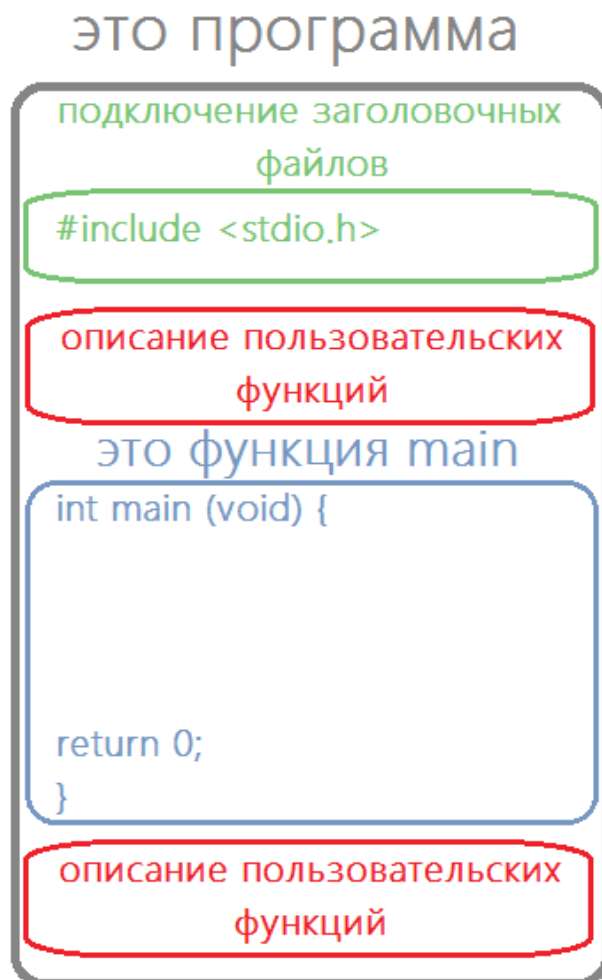 это программа
подключение заголовочных
файлов
#include <stdio.h>
описание пользовательских
функций
это функция main
int main (void) {
return 0;
}
описание пользовательских
функций